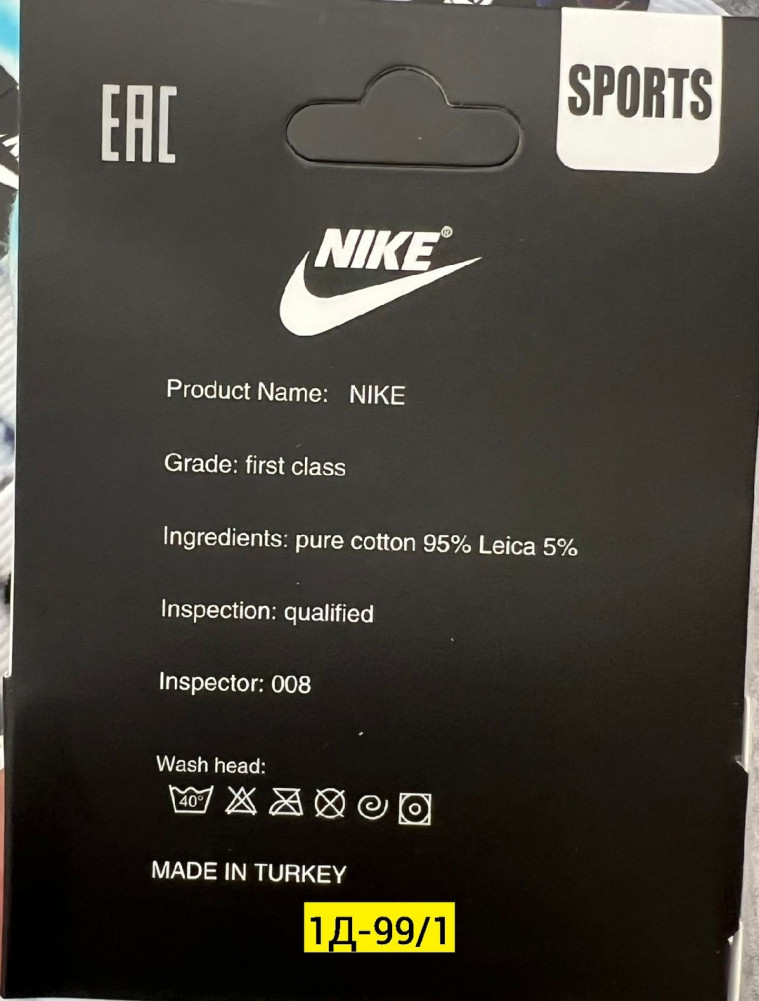 EAC
SPORTS
NIKE®
Product Name: NIKE
Grade: first class
Ingredients: pure cotton 95% Leica 5%
Inspection: qualified
Inspector: 008
Wash head:
40°
MADE IN TURKEY
1Д-99/1